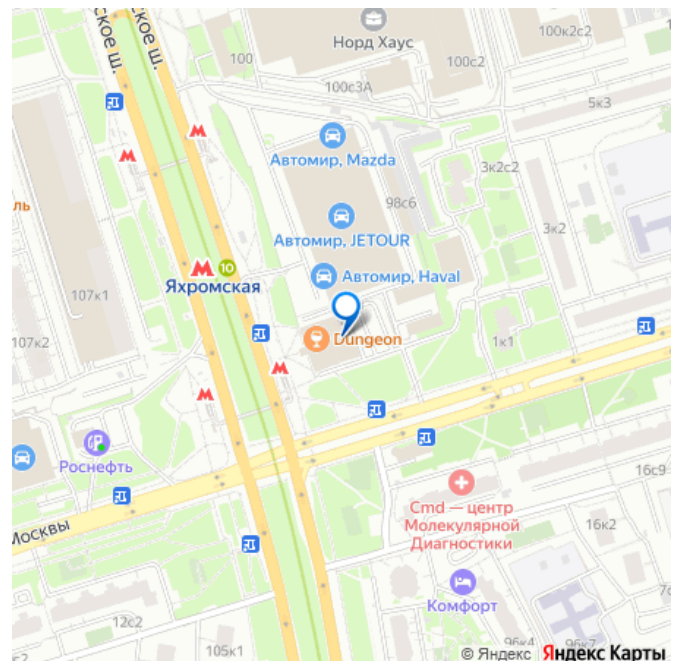 ское ш.
ское ш.
Норд Хаус
100
100с2
100к2с2
100с3А
5к3
Автомир, Mazda
3к2с2
98с6
ль
3к2
Автомир, JETOUR
10
Автомир, Haval
Яхромская
107к1
107к2
Dungeon
1к1
Роснефть
16с9
Cmd — центр
Молекулярной
Диагностики
Москвы
16к2
Комфорт
7с
12с2
105к1
96к4
96к7
© Яндекс Яндекс Карты